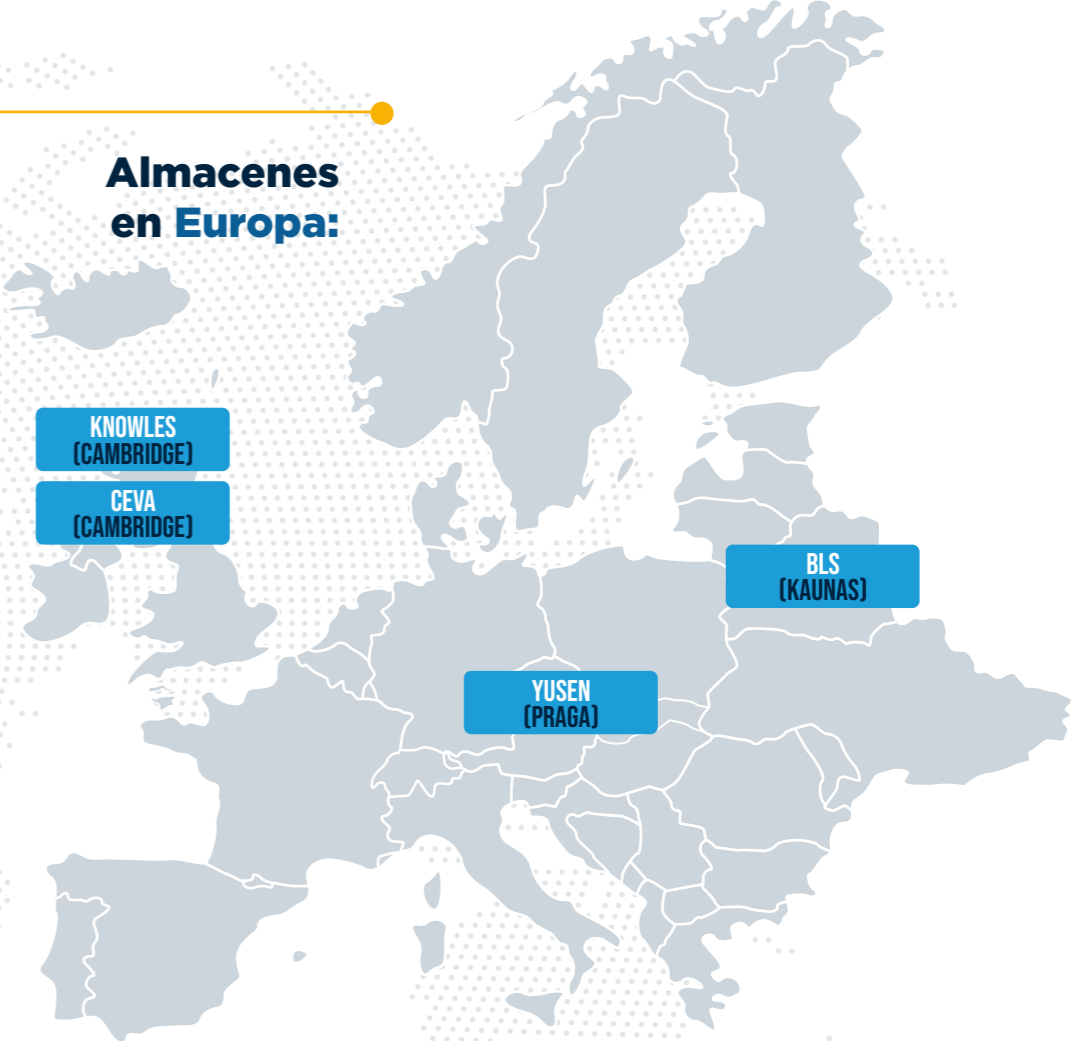 Almacenes
en Europa:
KNOWLES
(CAMBRIDGE)
CEVA
(CAMBRIDGE)
BLS
(KAUNAS)
YUSEN
(PRAGA)